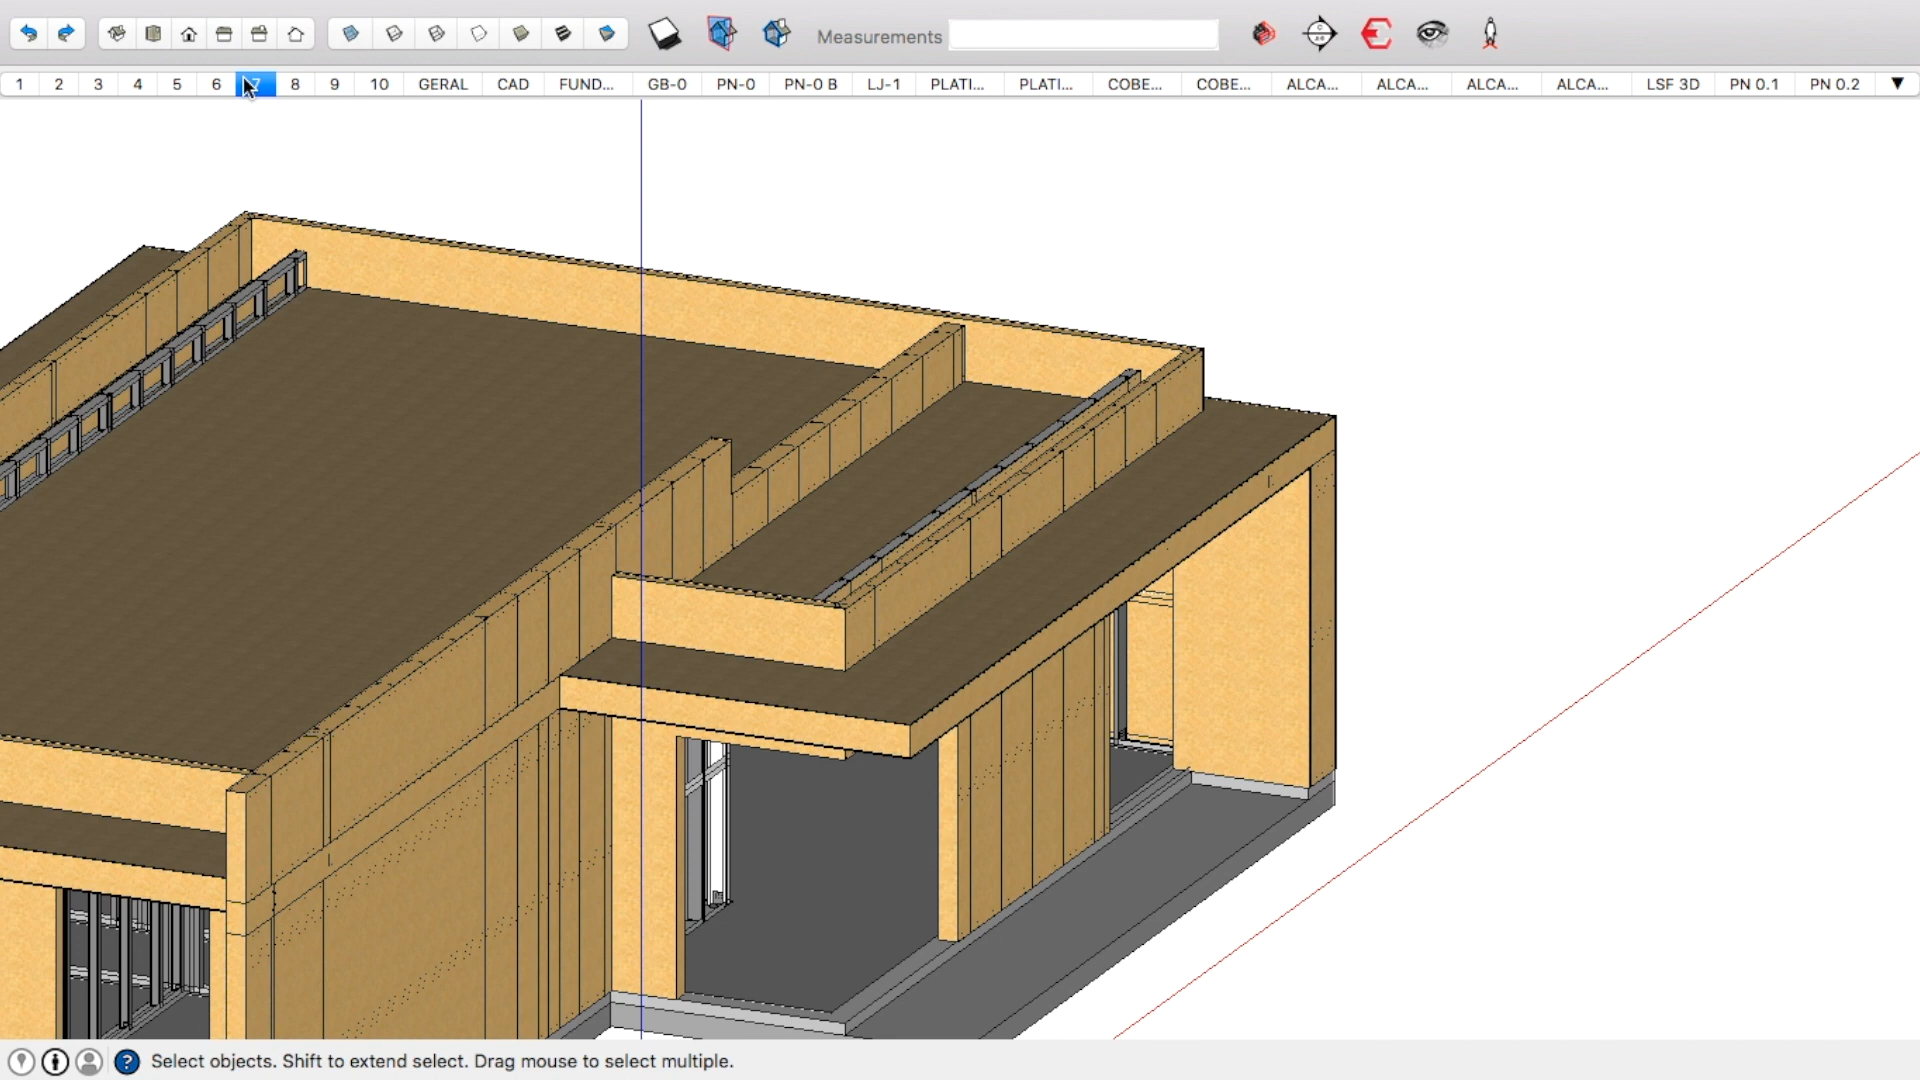 Measurements
1 2 3 4 5 6 7 8 9 10 GERAL CAD FUND... GB-0 PN-0 PN-0 B LJ-1 PLATI... PLATI... COBE... COBE... ALCA... ALCA... ALCA... ALCA... LSF 3D PN 0.1 PN 0.2
Select objects. Shift to extend select. Drag mouse to select multiple.